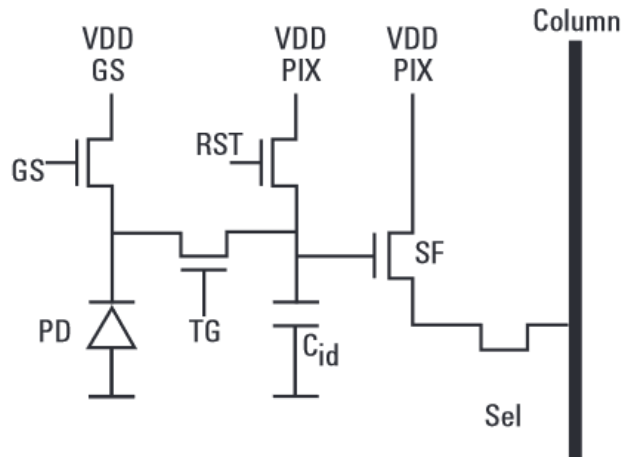 Column
VDD
GS
VDD
PIX
VDD
PIX
RST
GS
SF
PD
TG
Cid
Sel